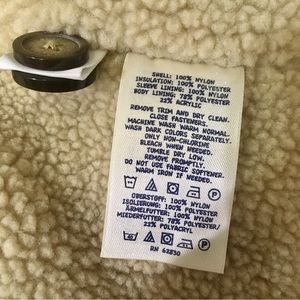 SHELL: 100% NYLON
INSULATION: 100% POLYESTER
SLEEVE LINING: 100% NYLON
BODY LINING: 78% POLYESTER
22% ACRYLIC
REMOVE TRIM AND DRY CLEAN.
CLOSE FASTENERS.
MACHINE WASH WARM NORMAL.
WASH DARK COLORS SEPARATELY.
ONLY NON-CHLORINE
BLEACH WHEN NEEDED.
TUMBLE DRY LOW.
REMOVE PROMPTLY.
DO NOT USE FABRIC SOFTENER.
WARM IRON IF NEEDED.
P
OBERSTOFF: 100% NYLON
ISOLIERUNG: 100% POLYESTER
ÄRMELFUTTER: 100% NYLON
MIEDERFUTTER: 78% POLYESTER/
22% POLYACRYL
P
RN 62830